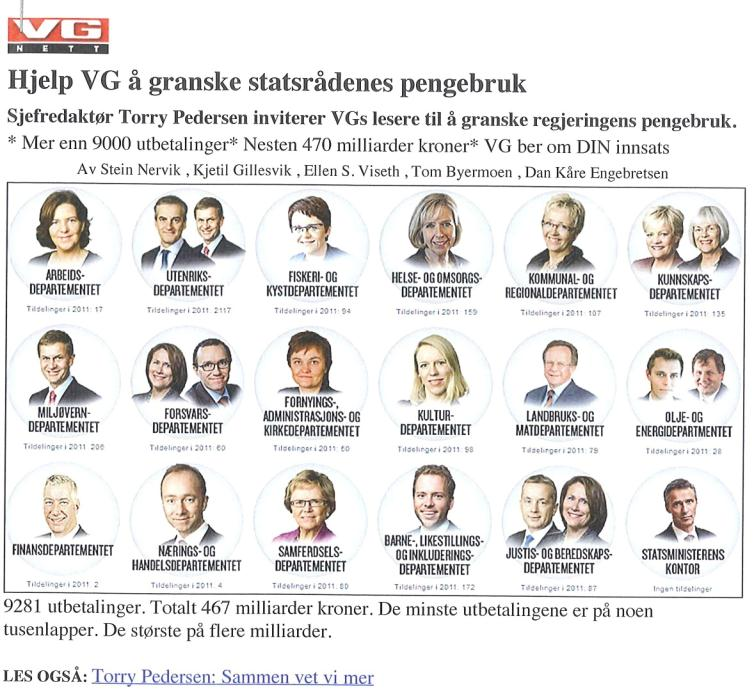 VG
NETT
Hjelp VG å granske statsrådenes pengebruk
Sjefredaktør Torry Pedersen inviterer VGs lesere til å granske regjeringens pengebruk.
* Mer enn 9000 utbetalinger* Nesten 470 milliarder kroner* VG ber om DIN innsats
Av Stein Nervik , Kjetil Gillesvik , Ellen S. Viseth , Tom Byermoen , Dan Kåre Engebretsen
ARBEIDS-
DEPARTEMENTET
Tildelinger i 2011: 17
UTENRIKS-
DEPARTEMENTET
Tildelinger i 2011: 2117
FISKERI- OG
KYSTDEPARTEMENTET
Tildelinger i 2011: 94
HELSE- OG OMSORGS-
DEPARTEMENTET
Tildelinger i 2011: 159
KOMMUNAL- OG
REGIONALDEPARTEMENTET
Tildelinger i 2011: 107
KUNNSKAPS-
DEPARTEMENTET
Tildelinger i 2011: 135
MILJØVERN-
DEPARTEMENTET
Tildelinger i 2011: 206
FORSVARS-
DEPARTEMENTET
Tildelinger i 2011: 60
FORNYINGS-,
ADMINISTRASJONS- OG
KIRKEDEPARTEMENTET
Tildelinger i 2011: 60
KULTUR-
DEPARTEMENTET
Tildelinger i 2011: 98
LANDBRUKS- OG
MATDEPARTEMENTET
Tildelinger i 2011: 79
OLJE- OG
ENERGIDEPARTMENTET
Tildelinger i 2011: 28
FINANSDEPARTEMENTET
Tildelinger i 2011: 2
NÆRINGS- OG
HANDELSDEPARTEMENTET
Tildelinger i 2011: 4
SAMFERDSELS-
DEPARTEMENTET
Tildelinger i 2011: 80
BARNE-, LIKESTILLINGS-
OG INKLUDERINGS-
DEPARTEMENTET
Tildelinger i 2011: 172
JUSTIS- OG BEREDSKAPS-
DEPARTEMENTET
Tildelinger i 2011: 87
STATSMINISTERENS
KONTOR
Ingen tildelinger
9281 utbetalinger. Totalt 467 milliarder kroner. De minste utbetalingene er på noen
tusenlapper. De største på flere milliarder.
LES OGSÅ: Torry Pedersen: Sammen vet vi mer